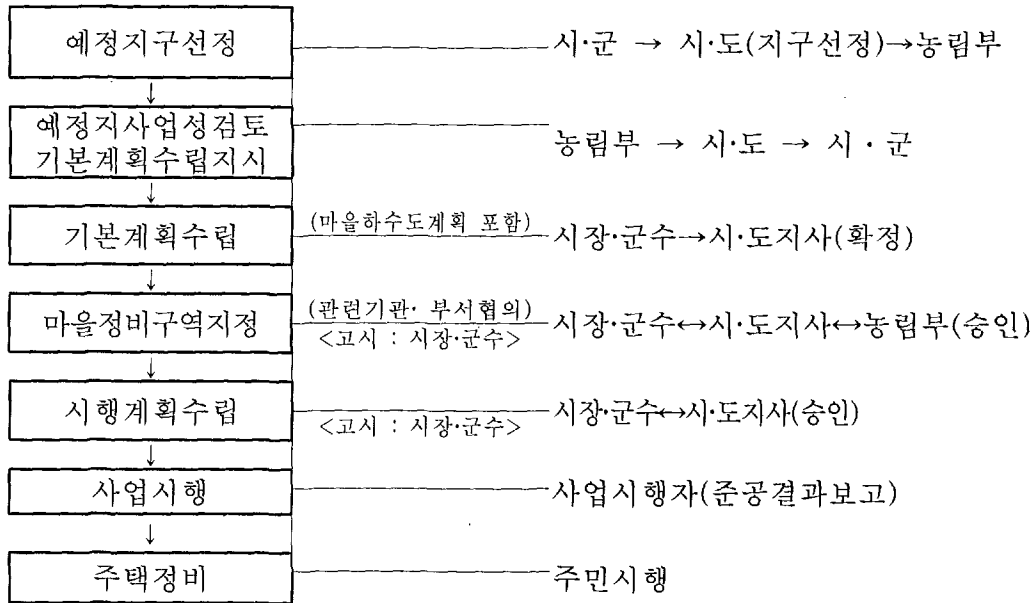 예정지구선정 시·군 → 시·도(지구선정)→농림부
↓
예정지사업성검토
기본계획수립지시 농림부 → 시·도 → 시 · 군
↓
기본계획수립 (마을하수도계획 포함) 시장·군수→시·도지사(확정)
↓
마을정비구역지정 (관련기관· 부서협의) 시장·군수↔시·도지사↔농림부(승인)
<고시 : 시장·군수>
↓
시행계획수립 시장·군수↔시·도지사(승인)
<고시 : 시장·군수>
↓
사업시행 사업시행자(준공결과보고)
↓
주택정비 주민시행